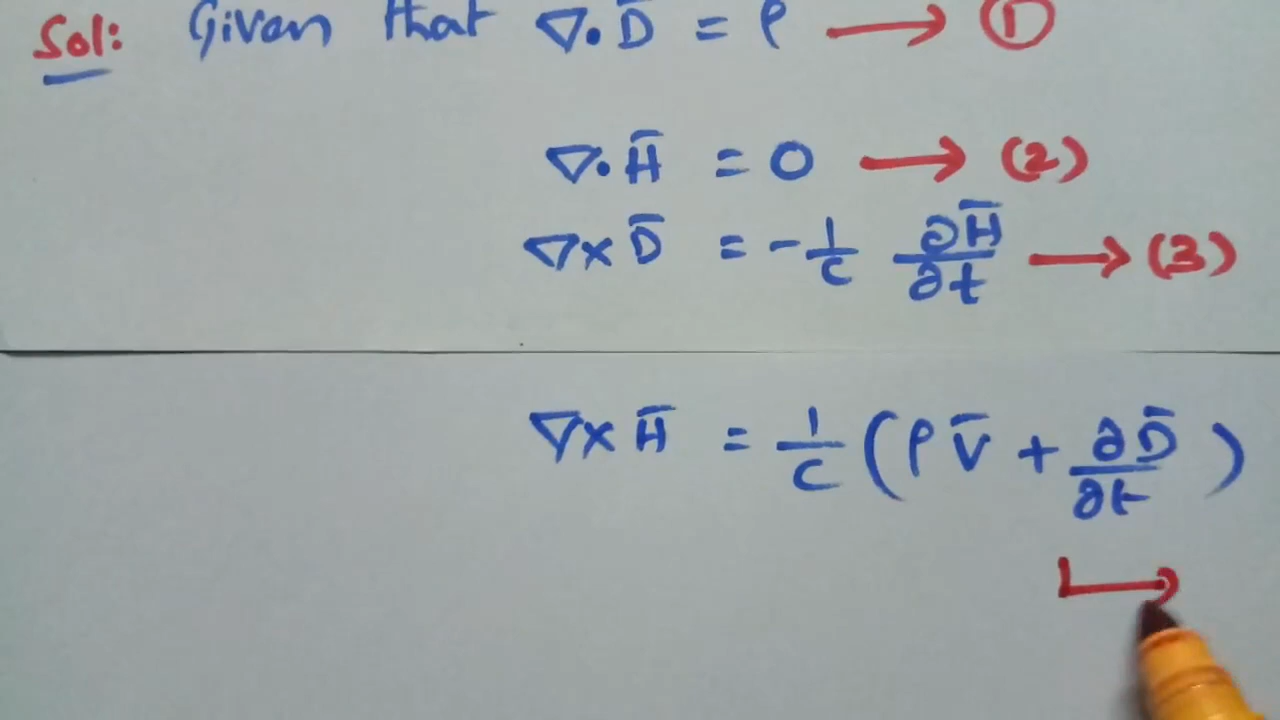 Sol: Given that ∇·D̄ = ρ ⟶ ①
∇·H̄ = 0 ⟶ (2)
∇×D̄ = -1/c ∂H̄/∂t ⟶ (3)
∇×H̄ = 1/c (ρV̄ + ∂D̄/∂t)